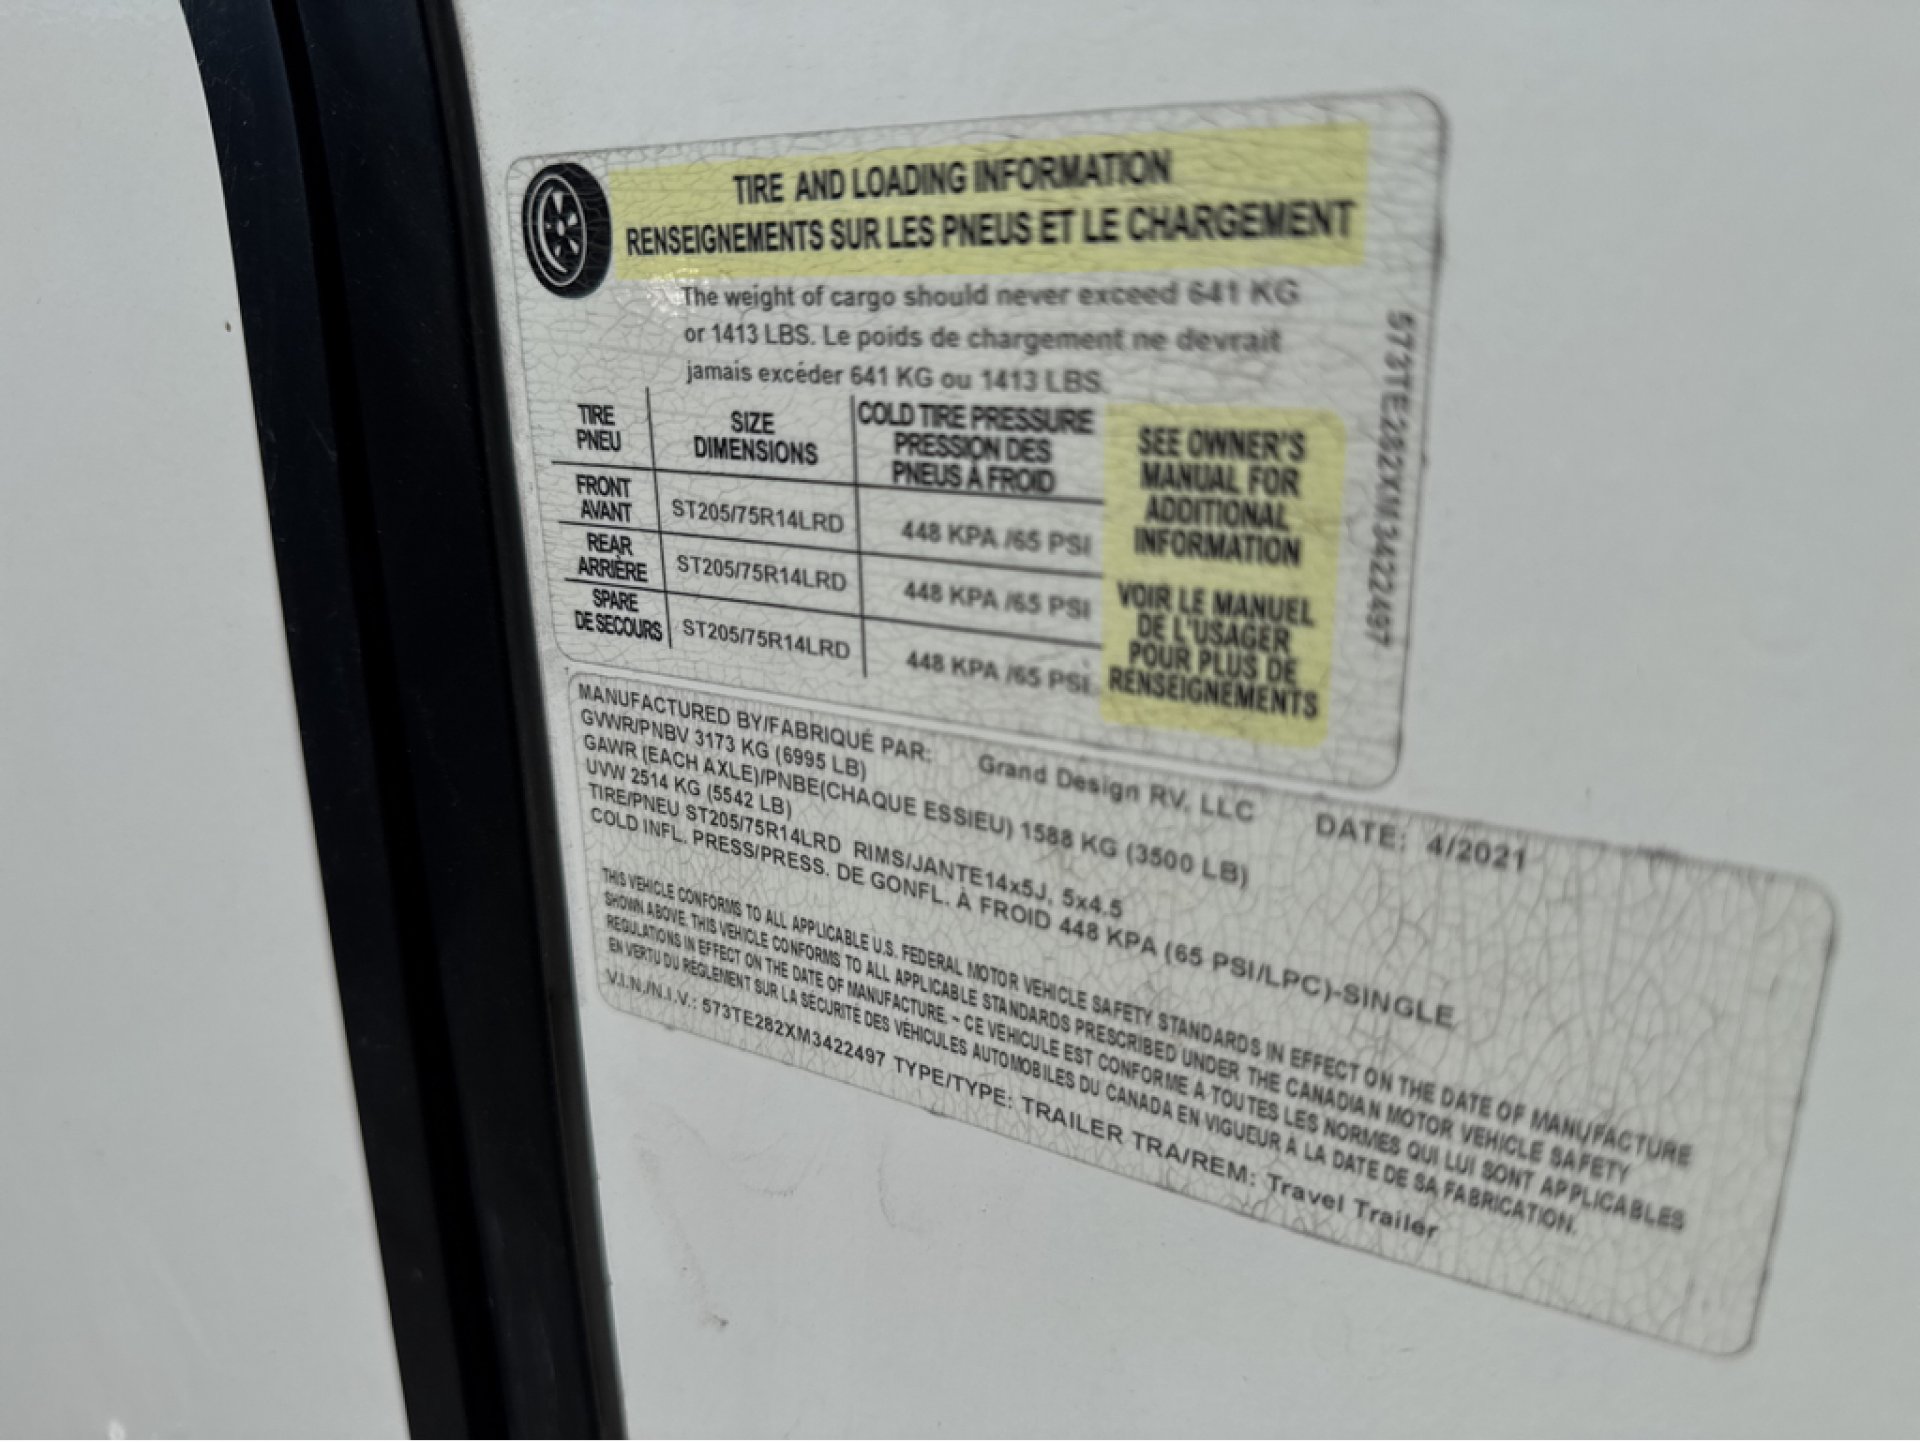 TIRE AND LOADING INFORMATION
RENSEIGNEMENTS SUR LES PNEUS ET LE CHARGEMENT
The weight of cargo should never exceed 641 KG
or 1413 LBS. Le poids de chargement ne devrait
jamais excéder 641 KG ou 1413 LBS.
TIRE
PNEU
SIZE
DIMENSIONS
COLD TIRE PRESSURE
PRESSION DES
PNEUS À FROID
FRONT
AVANT
ST205/75R14LRD
448 KPA /65 PSI
REAR
ARRIÈRE
ST205/75R14LRD
448 KPA /65 PSI
SPARE
DE SECOURS
ST205/75R14LRD
448 KPA /65 PSI
SEE OWNER'S
MANUAL FOR
ADDITIONAL
INFORMATION
VOIR LE MANUEL
DE L'USAGER
POUR PLUS DE
RENSEIGNEMENTS
573TE282XM3422497
MANUFACTURED BY/FABRIQUÉ PAR: Grand Design RV, LLC DATE: 4/2021
GVWR/PNBV 3173 KG (6995 LB)
GAWR (EACH AXLE)/PNBE(CHAQUE ESSIEU) 1588 KG (3500 LB)
UVW 2514 KG (5542 LB)
TIRE/PNEU ST205/75R14LRD RIMS/JANTE14x5J, 5x4.5
COLD INFL. PRESS/PRESS. DE GONFL. À FROID 448 KPA (65 PSI/LPC)-SINGLE
THIS VEHICLE CONFORMS TO ALL APPLICABLE U.S. FEDERAL MOTOR VEHICLE SAFETY STANDARDS IN EFFECT ON THE DATE OF MANUFACTURE
SHOWN ABOVE. THIS VEHICLE CONFORMS TO ALL APPLICABLE STANDARDS PRESCRIBED UNDER THE CANADIAN MOTOR VEHICLE SAFETY
REGULATIONS IN EFFECT ON THE DATE OF MANUFACTURE. - CE VEHICULE EST CONFORME À TOUTES LES NORMES QUI LUI SONT APPLICABLES
EN VERTU DU RÈGLEMENT SUR LA SÉCURITÉ DES VÉHICULES AUTOMOBILES DU CANADA EN VIGUEUR À LA DATE DE SA FABRICATION.
V.I.N./N.I.V.: 573TE282XM3422497 TYPE/TYPE: TRAILER TRA/REM: Travel Trailer